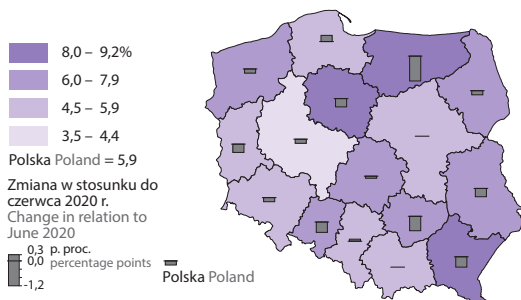 8,0 – 9,2%
6,0 – 7,9
4,5 – 5,9
3,5 – 4,4
Polska Poland = 5,9
Zmiana w stosunku do
czerwca 2020 r.
Change in relation to
June 2020
0,3 p. proc.
0,0 percentage points
-1,2
Polska Poland